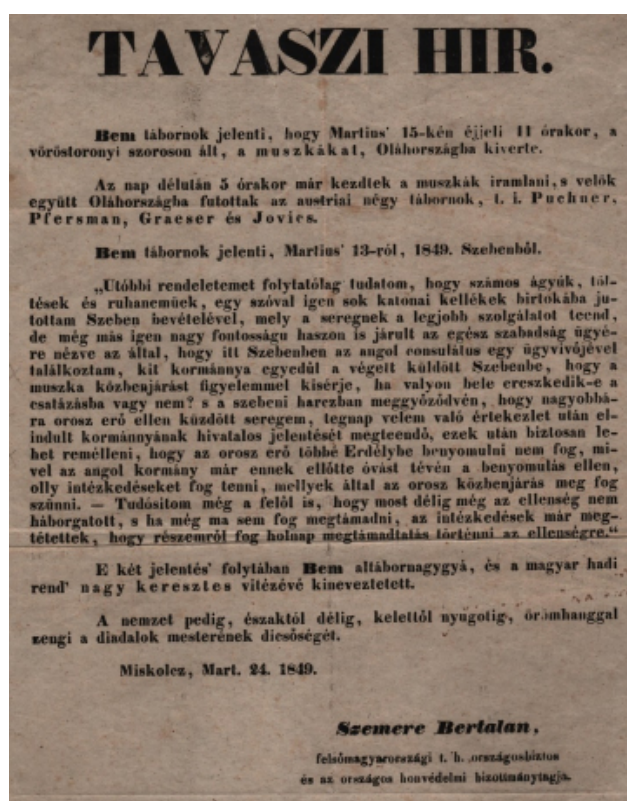 TAVASZI HIR.
Bem tábornok jelenti, hogy Martius' 15-kén éjjeli 11 órakor, a
vöröstoronyi szoroson ált, a muszkákat, Oláhországba kiverte.
Az nap délután 5 órakor már kezdtek a muszkák iramlani, s velök
együtt Oláhországba futottak az austriai négy tábornok, t. i. Puchner,
Pfersman, Graeser és Jovics.
Bem tábornok jelenti, Martius' 13-ról, 1849. Szebenből.
„Utóbbi rendeletemet folytatólag tudatom, hogy számos ágyúk, töl-
tések és ruhanemüek, egy szóval igen sok katonai kellékek birtokába ju-
tottam Szeben bevételével, mely a seregnek a legjobb szolgálatot teend,
de még más igen nagy fontosságu haszon is járult az egész szabadság ügyé-
re nézve az által, hogy itt Szebenben az angol consulátus egy ügyvivőjével
találkoztam, kit kormánnya egyedül a végett küldött Szebenbe, hogy a
muszka közbenjárást figyelemmel kisérje, ha valyon bele ereszkedik-e a
csatázásba vagy nem? s a szebeni harczban meggyőződvén, hogy nagyobbá-
ra orosz erő ellen küzdött seregem, tegnap velem való értekezlet után el-
indult kormányának hivatalos jelentését megteendő, ezek után biztosan le-
het remélleni, hogy az orosz erő többé Erdélybe benyomulni nem fog, mi-
vel az angol kormány már ennek előtte óvást tévén a benyomulás ellen,
olly intézkedéseket fog tenni, mellyek által az orosz közbenjárás meg fog
szünni. — Tudósitom még a felől is, hogy most délig még az ellenség nem
háborgatott, s ha még ma sem fog megtámadni, az intézkedések már meg-
tétettek, hogy részemről fog holnap megtámadtatás történni az ellenségre.“
E két jelentés' folytában Bem altábornagygyá, és a magyar hadi
rend' nagy keresztes vitézévé kineveztetett.
A nemzet pedig, északtól délig, kelettől nyugotig, örömhanggal
zengi a diadalok mesterének dicsőségét.
Miskolcz, Mart. 24. 1849.
Szemere Bertalan,
felsőmagyarországi t. h. országosbiztos
és az országos honvédelmi bizottmánytagja.